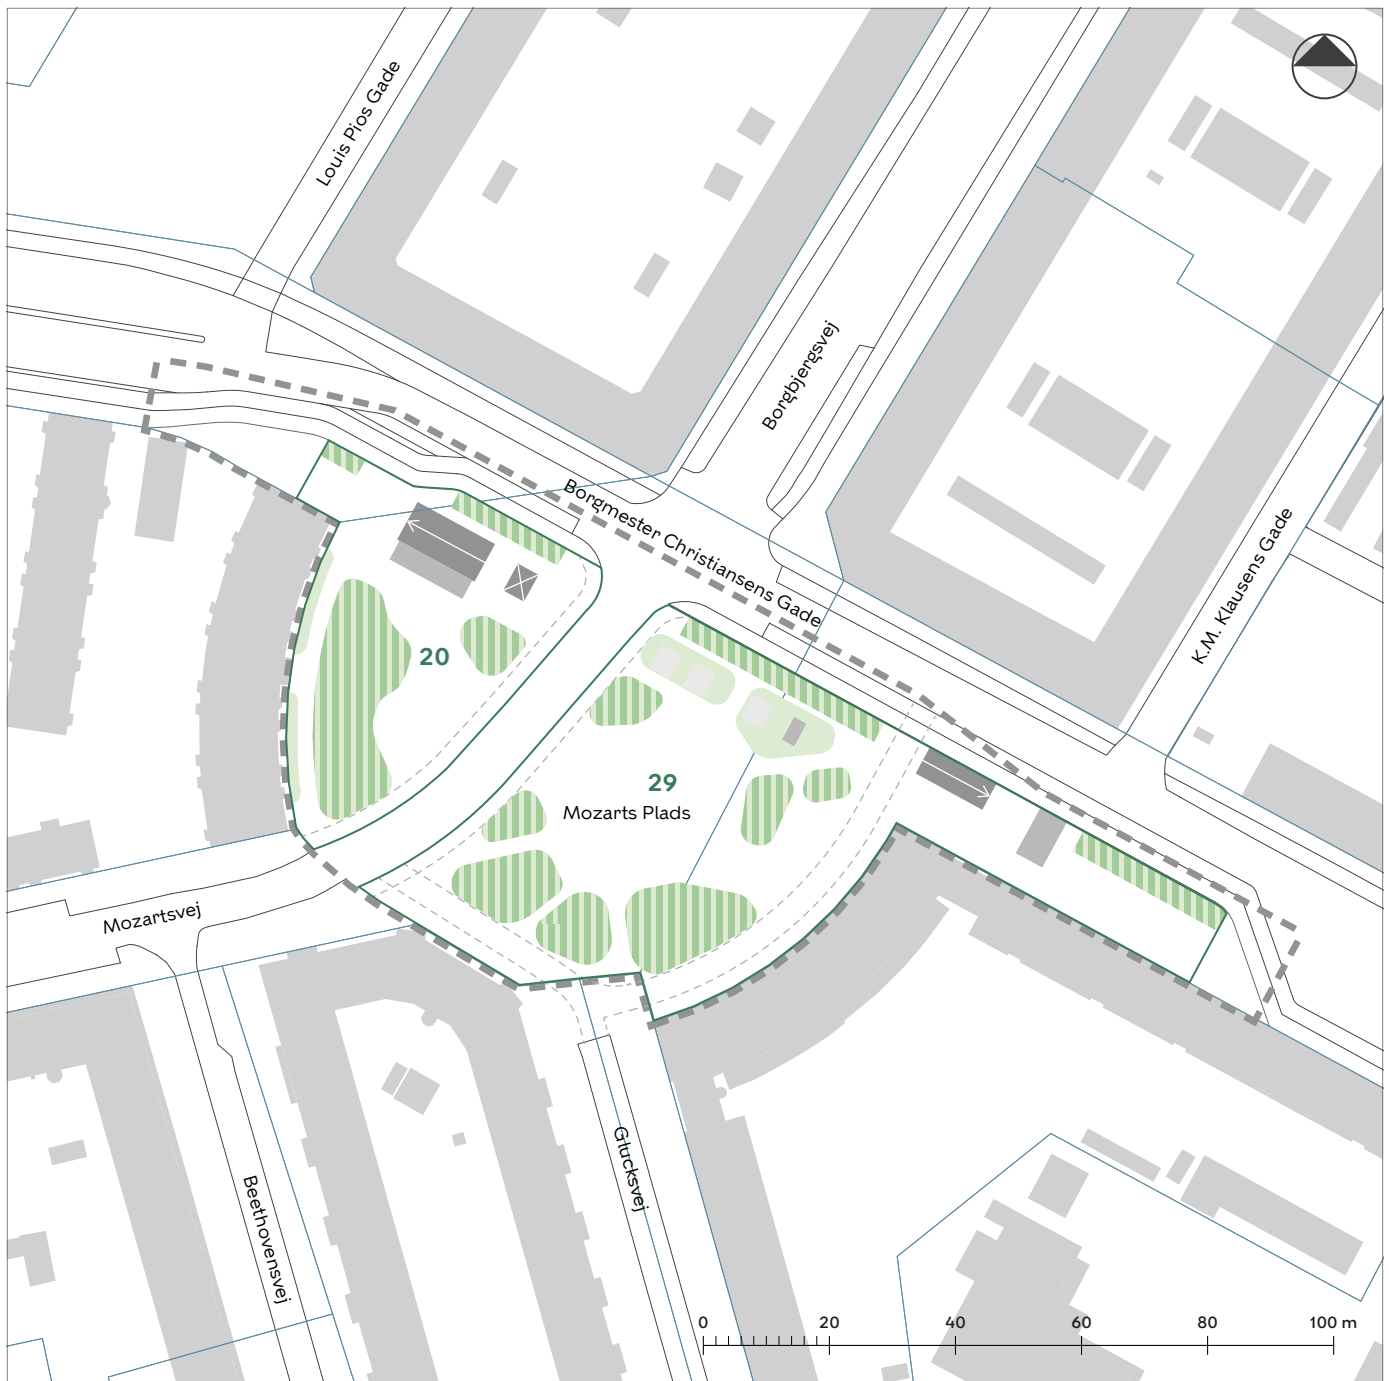 Louis Pios Gade
Borgbjergsvej
Borgmester Christiansens Gade
K.M. Klausens Gade
20
29
Mozarts Plads
Mozartsvej
Glucksvej
Beethovensvej
0 20 40 60 80 100 m